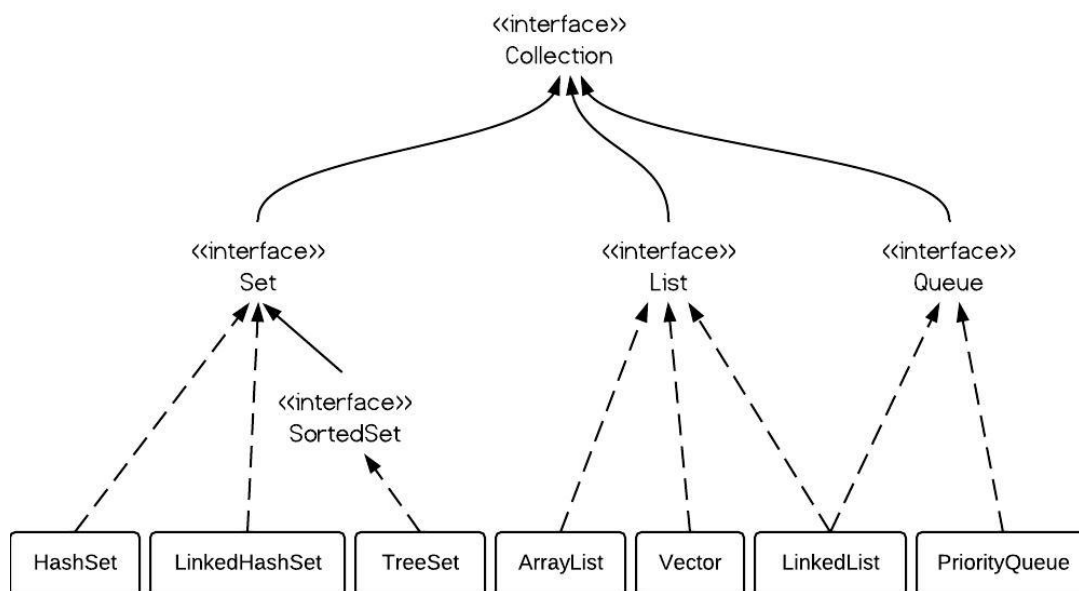 <<interface>>
Collection
<<interface>>
Set
<<interface>>
List
<<interface>>
Queue
<<interface>>
SortedSet
HashSet
LinkedHashSet
TreeSet
ArrayList
Vector
LinkedList
PriorityQueue